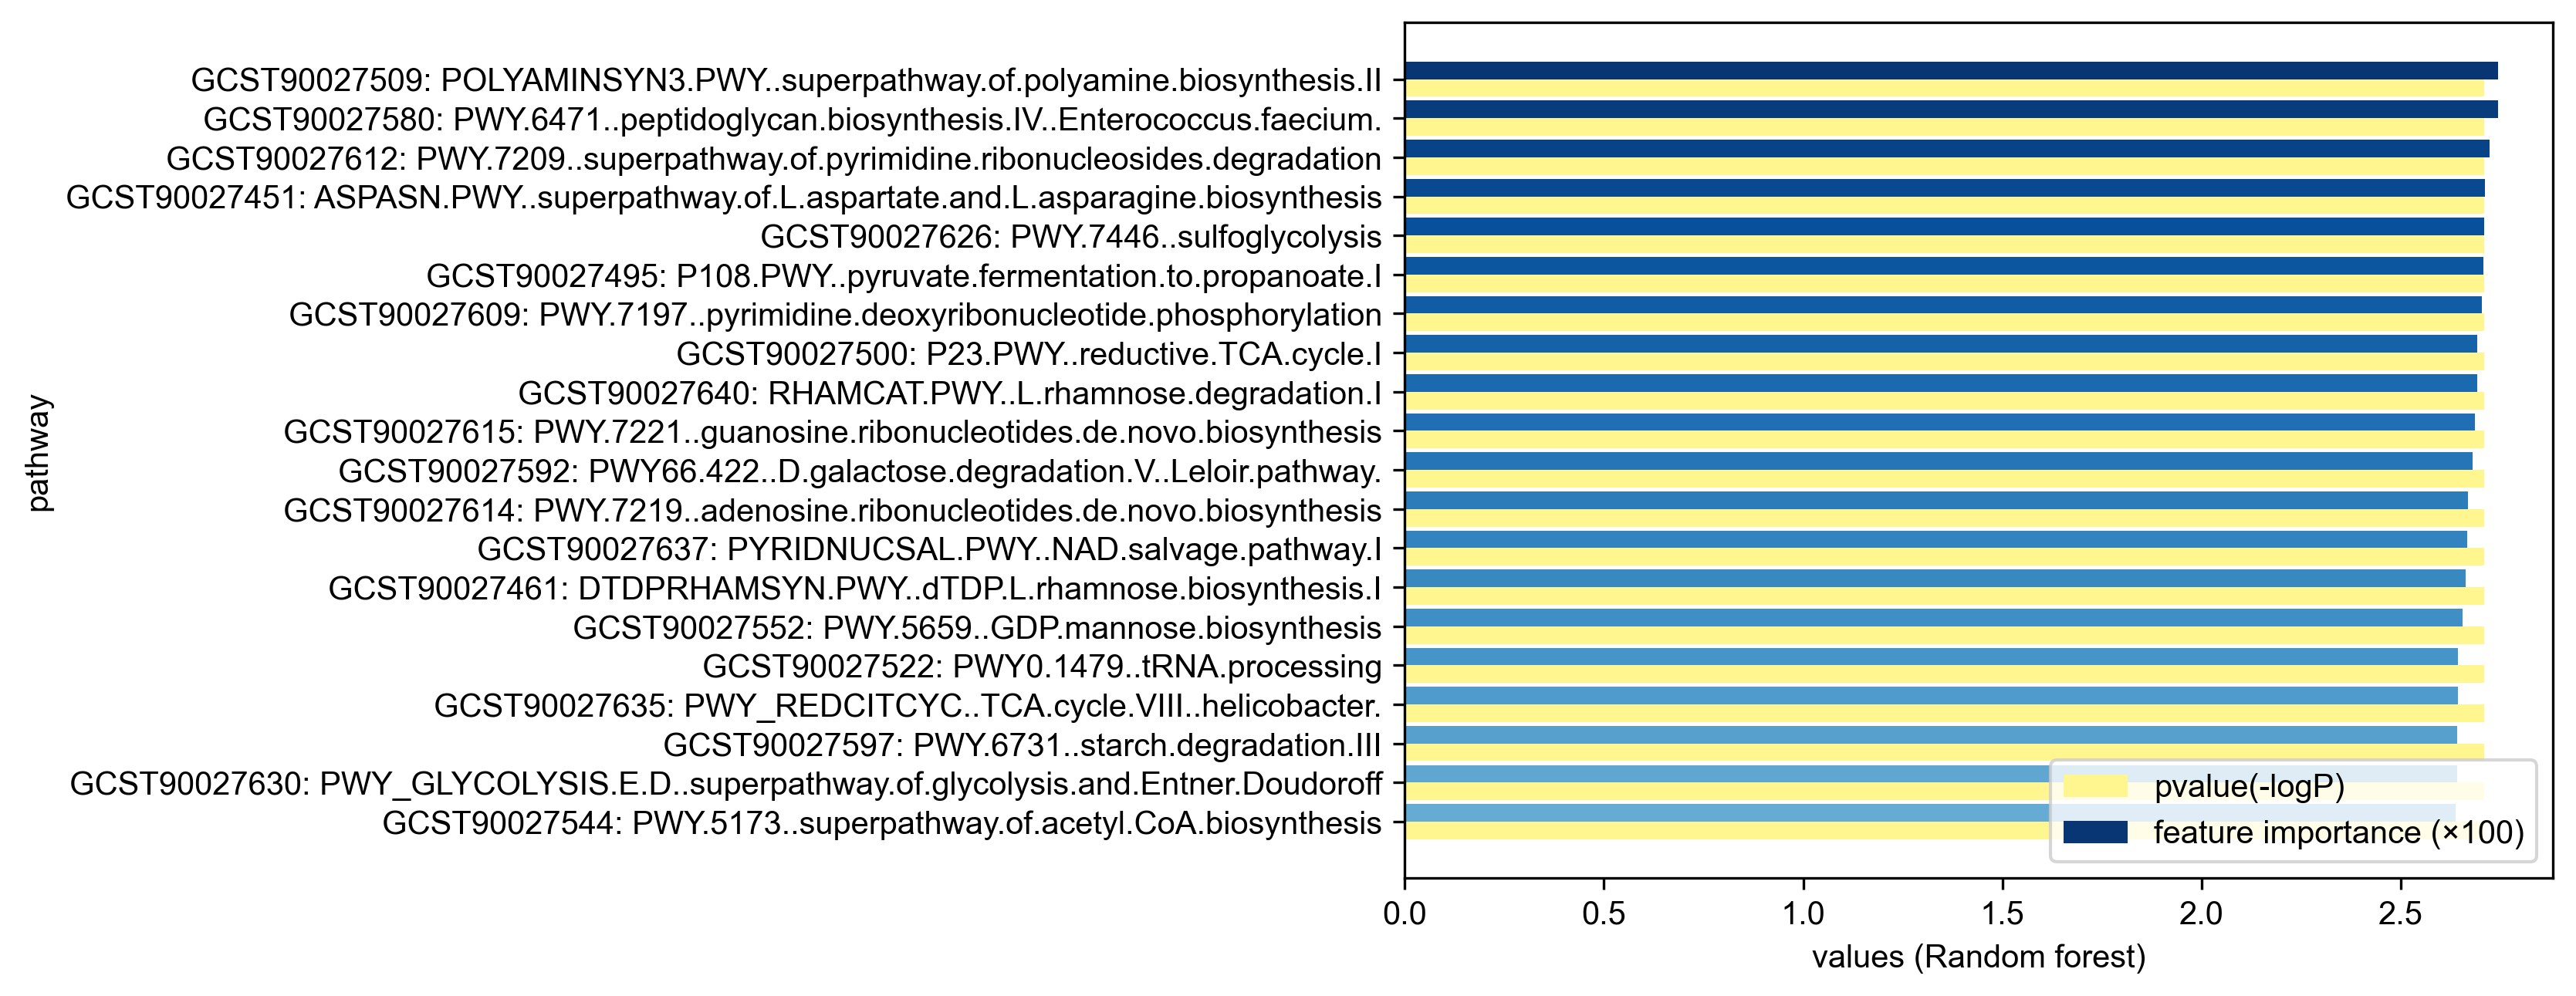 GCST90027509: POLYAMINSYN3.PWY..superpathway.of.polyamine.biosynthesis.II
GCST90027580: PWY.6471..peptidoglycan.biosynthesis.IV..Enterococcus.faecium.
GCST90027612: PWY.7209..superpathway.of.pyrimidine.ribonucleosides.degradation
GCST90027451: ASPASN.PWY..superpathway.of.L.aspartate.and.L.asparagine.biosynthesis
GCST90027626: PWY.7446..sulfoglycolysis
GCST90027495: P108.PWY..pyruvate.fermentation.to.propanoate.I
GCST90027609: PWY.7197..pyrimidine.deoxyribonucleotide.phosphorylation
GCST90027500: P23.PWY..reductive.TCA.cycle.I
GCST90027640: RHAMCAT.PWY..L.rhamnose.degradation.I
GCST90027615: PWY.7221..guanosine.ribonucleotides.de.novo.biosynthesis
GCST90027592: PWY66.422..D.galactose.degradation.V..Leloir.pathway.
GCST90027614: PWY.7219..adenosine.ribonucleotides.de.novo.biosynthesis
GCST90027637: PYRIDNUCSAL.PWY..NAD.salvage.pathway.I
GCST90027461: DTDPRHAMSYN.PWY..dTDP.L.rhamnose.biosynthesis.I
GCST90027552: PWY.5659..GDP.mannose.biosynthesis
GCST90027522: PWY0.1479..tRNA.processing
GCST90027635: PWY_REDCITCYC..TCA.cycle.VIII..helicobacter.
GCST90027597: PWY.6731..starch.degradation.III
GCST90027630: PWY_GLYCOLYSIS.E.D..superpathway.of.glycolysis.and.Entner.Doudoroff
GCST90027544: PWY.5173..superpathway.of.acetyl.CoA.biosynthesis
pathway
pvalue(-logP)
feature importance (×100)
0.0 0.5 1.0 1.5 2.0 2.5
values (Random forest)